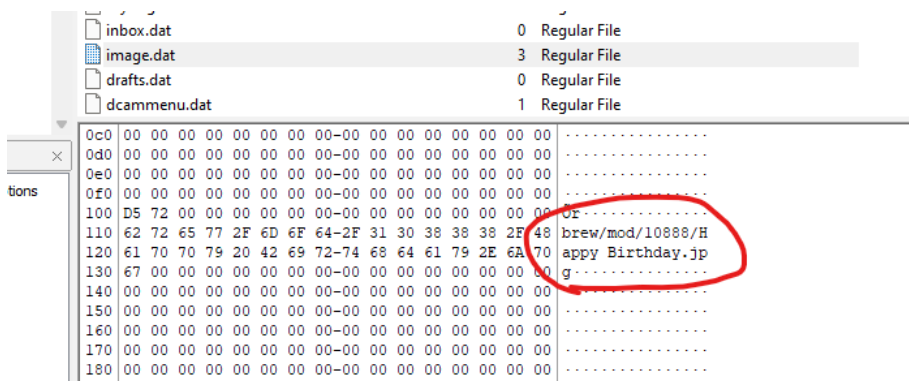 inbox.dat 0 Regular File
image.dat 3 Regular File
drafts.dat 0 Regular File
dcammenu.dat 1 Regular File
tions
0c0 00 00 00 00 00 00 00 00-00 00 00 00 00 00 00 00 ················
0d0 00 00 00 00 00 00 00 00-00 00 00 00 00 00 00 00 ················
0e0 00 00 00 00 00 00 00 00-00 00 00 00 00 00 00 00 ················
0f0 00 00 00 00 00 00 00 00-00 00 00 00 00 00 00 00 ················
100 D5 72 00 00 00 00 00 00-00 00 00 00 00 00 00 00 Õr··············
110 62 72 65 77 2F 6D 6F 64-2F 31 30 38 38 38 2F 48 brew/mod/10888/H
120 61 70 70 79 20 42 69 72-74 68 64 61 79 2E 6A 70 appy Birthday.jp
130 67 00 00 00 00 00 00 00-00 00 00 00 00 00 00 00 g···············
140 00 00 00 00 00 00 00 00-00 00 00 00 00 00 00 00 ················
150 00 00 00 00 00 00 00 00-00 00 00 00 00 00 00 00 ················
160 00 00 00 00 00 00 00 00-00 00 00 00 00 00 00 00 ················
170 00 00 00 00 00 00 00 00-00 00 00 00 00 00 00 00 ················
180 00 00 00 00 00 00 00 00-00 00 00 00 00 00 00 00 ················